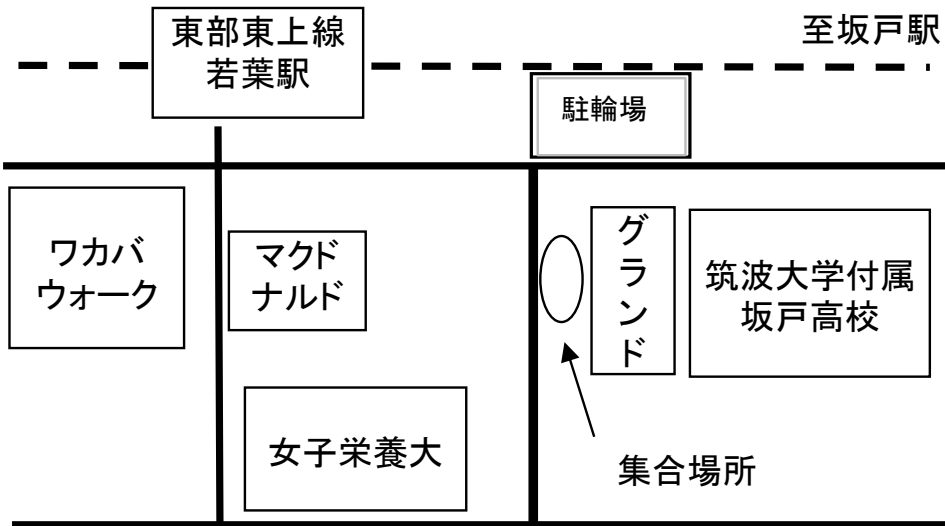 東部東上線
若葉駅
至坂戸駅
駐輪場
ワカバ
ウォーク
マクド
ナルド
グランド
筑波大学付属
坂戸高校
女子栄養大
集合場所